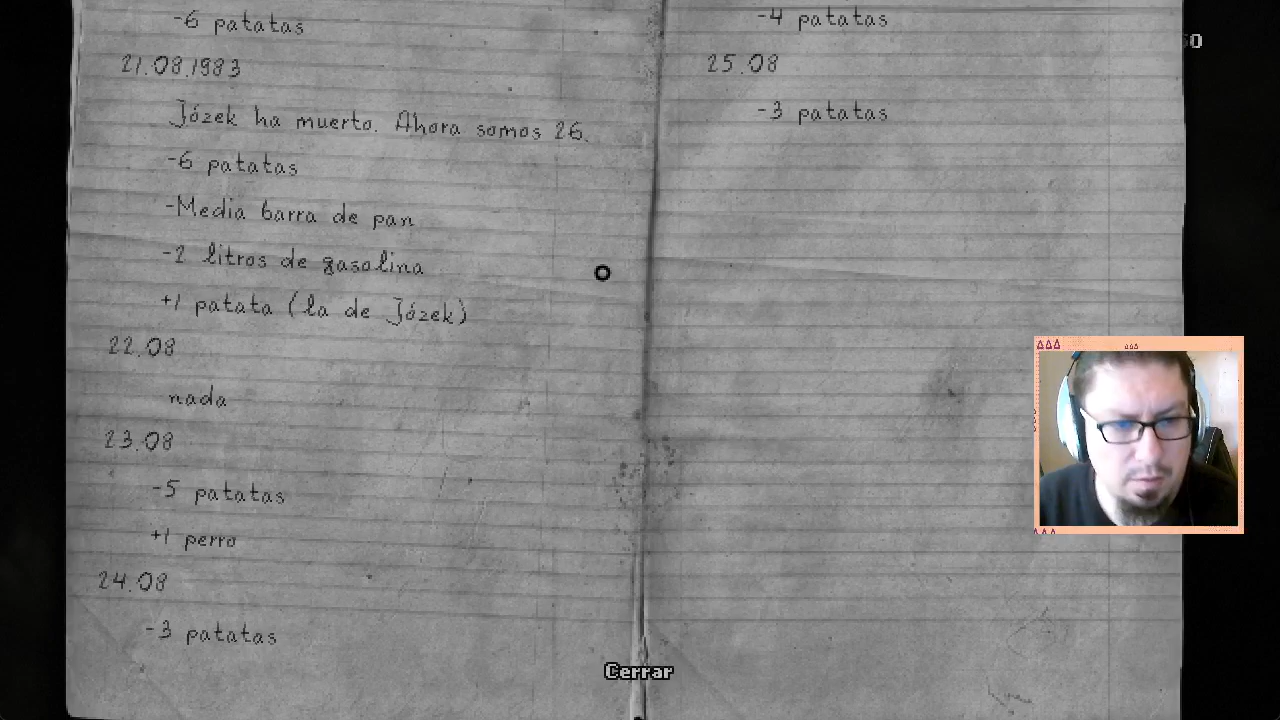 -6 patatas
21.08.1983
Józek ha muerto. Ahora somos 26.
-6 patatas
-Media barra de pan
-2 litros de gasolina
+1 patata (la de Józek)
22.08
nada
23.08
-5 patatas
+1 perro
24.08
-3 patatas
-4 patatas
25.08
-3 patatas
Cerrar